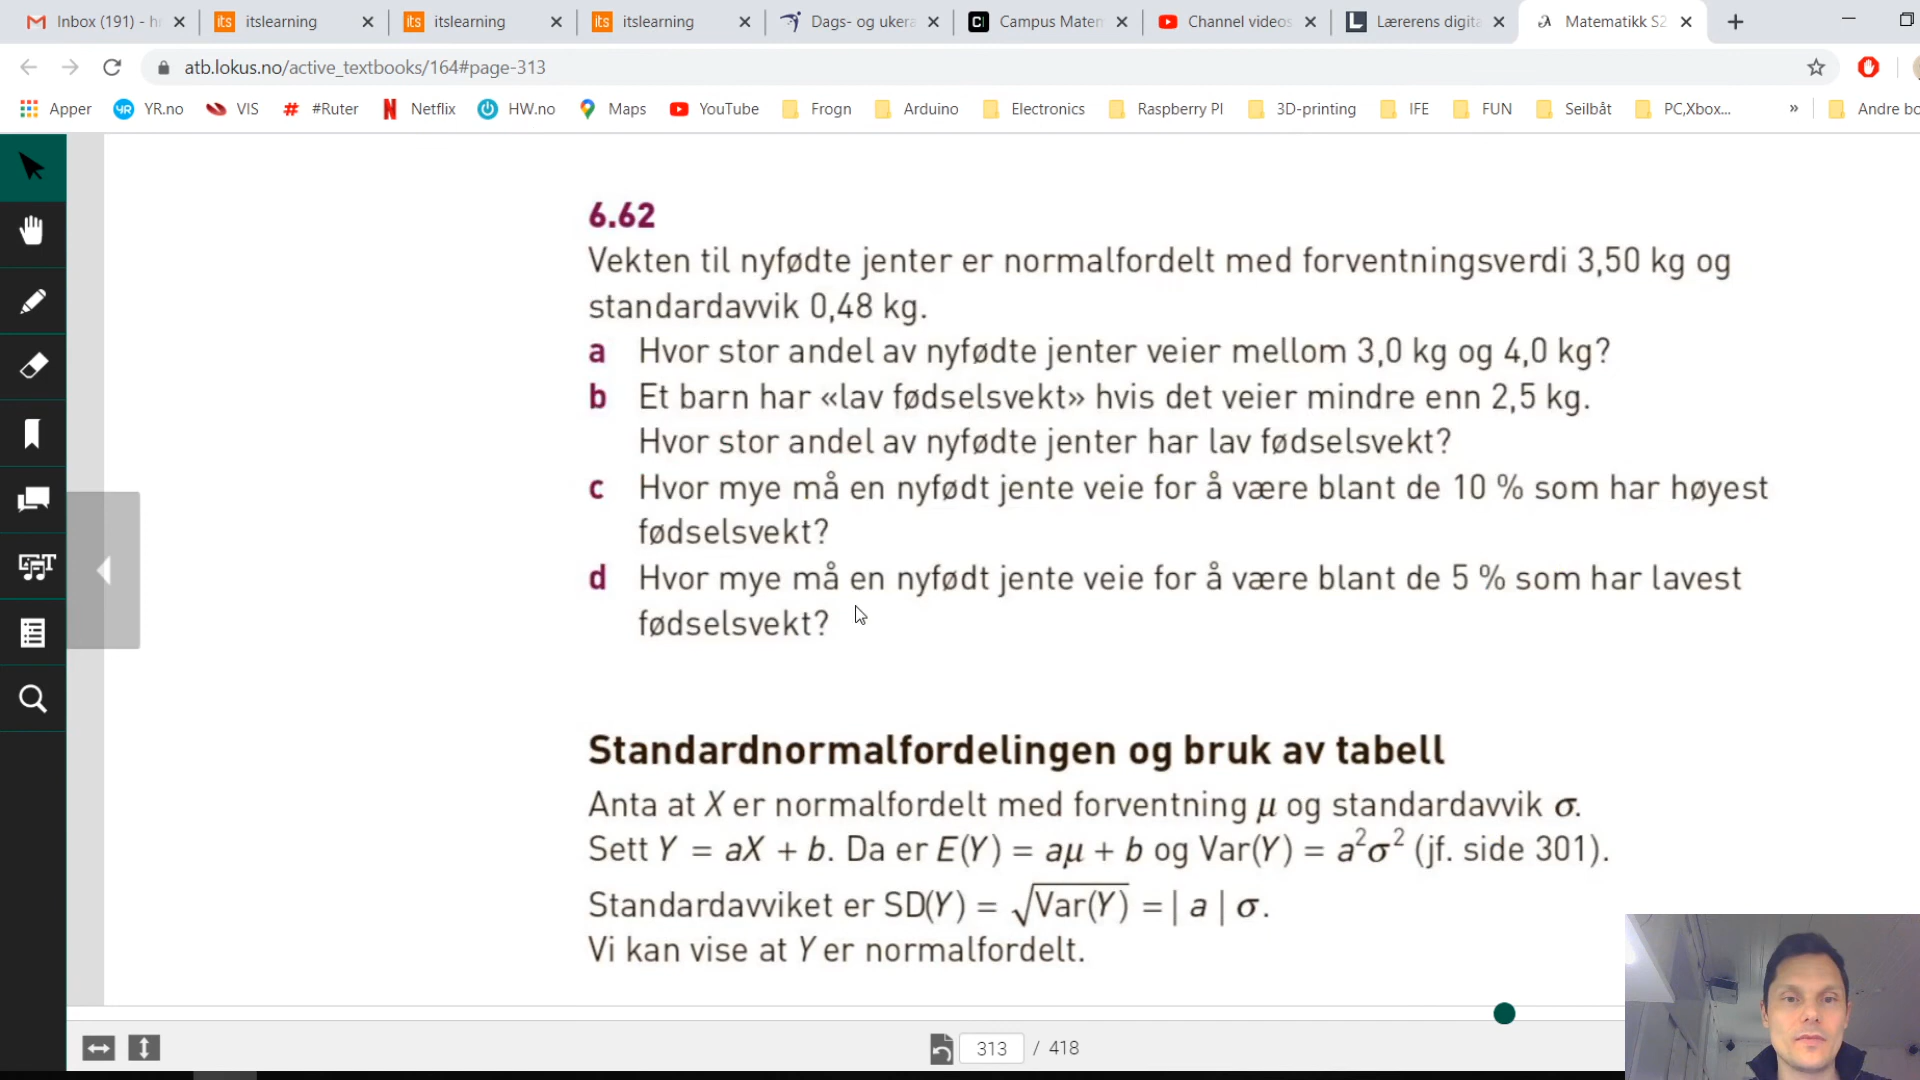 Inbox (191) - h
itslearning
itslearning
itslearning
Dags- og ukera
Campus Matem
Channel videos
Lærerens digita
Matematikk S2
atb.lokus.no/active_textbooks/164#page-313
Apper
YR.no
VIS
#Ruter
Netflix
HW.no
Maps
YouTube
Frogn
Arduino
Electronics
Raspberry PI
3D-printing
IFE
FUN
Seilbåt
PC,Xbox...
»
Andre bo
6.62
Vekten til nyfødte jenter er normalfordelt med forventningsverdi 3,50 kg og
standardavvik 0,48 kg.
a Hvor stor andel av nyfødte jenter veier mellom 3,0 kg og 4,0 kg?
b Et barn har «lav fødselsvekt» hvis det veier mindre enn 2,5 kg.
Hvor stor andel av nyfødte jenter har lav fødselsvekt?
c Hvor mye må en nyfødt jente veie for å være blant de 10 % som har høyest
fødselsvekt?
d Hvor mye må en nyfødt jente veie for å være blant de 5 % som har lavest
fødselsvekt?
Standardnormalfordelingen og bruk av tabell
Anta at X er normalfordelt med forventning μ og standardavvik σ.
Sett Y = aX + b. Da er E(Y) = aμ + b og Var(Y) = a²σ² (jf. side 301).
Standardavviket er SD(Y) = √Var(Y) = | a | σ.
Vi kan vise at Y er normalfordelt.
313 / 418